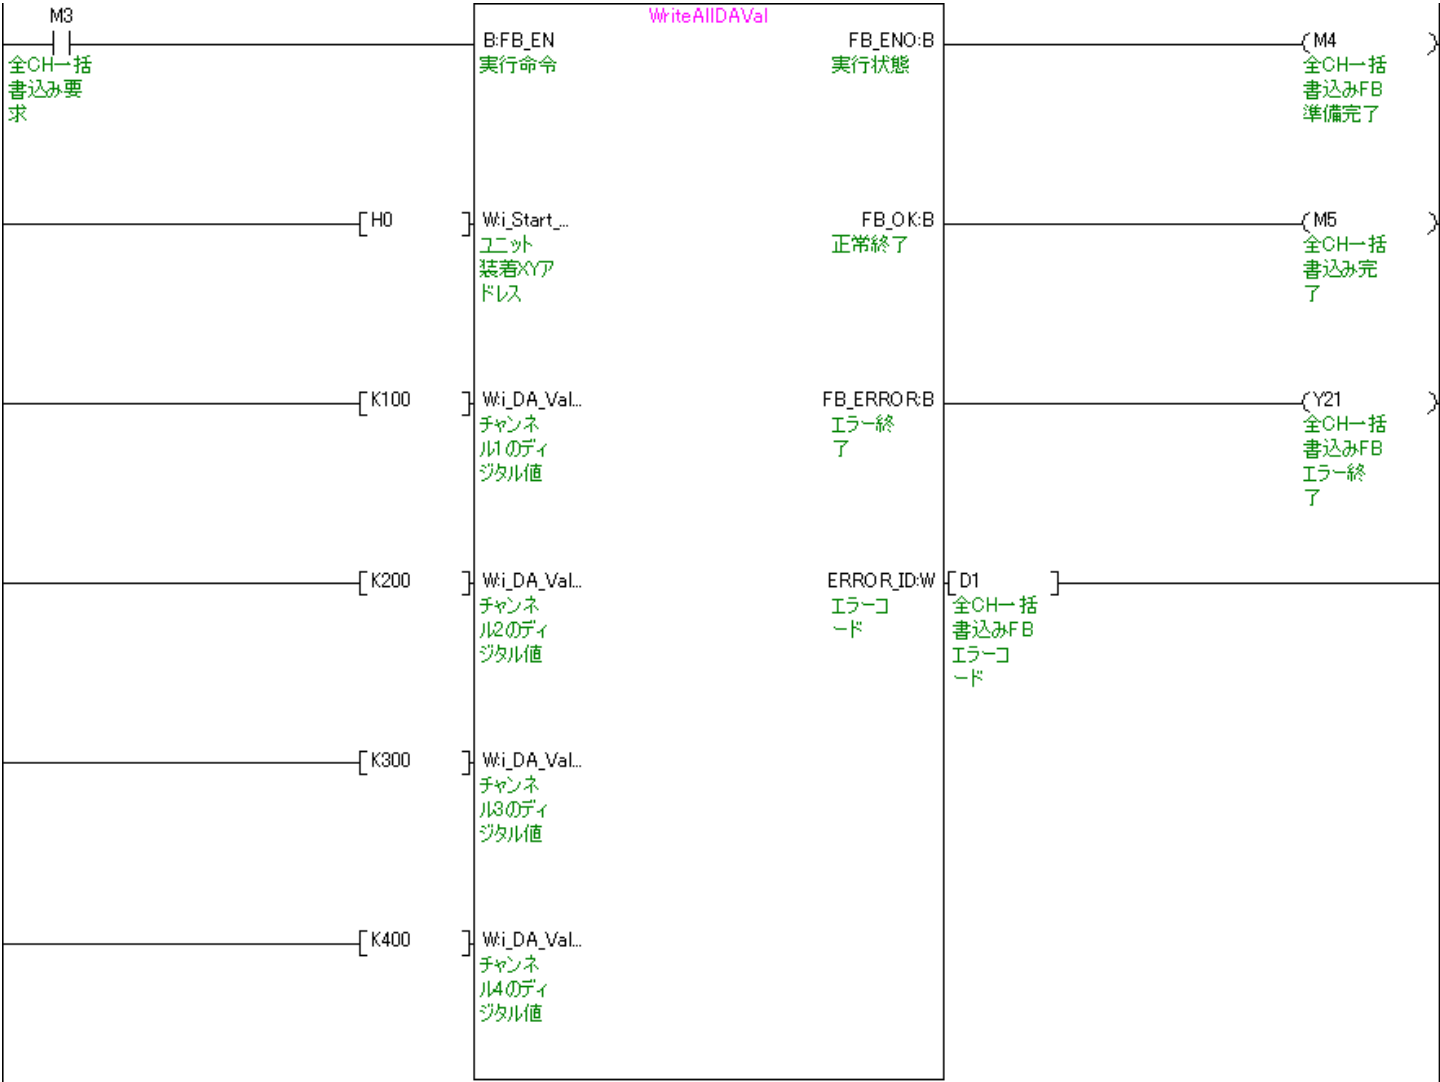 M3
WriteAllDAVal
B:FB_EN
FB_ENO:B
M4
全CH一括
書込み要
求
実行命令
実行状態
全CH一括
書込みFB
準備完了
H0
W:i_Start_...
FB_OK:B
M5
ユニット
装着XYア
ドレス
正常終了
全CH一括
書込み完
了
K100
W:i_DA_Val...
FB_ERROR:B
Y21
チャンネ
ル1のディ
ジタル値
エラー終
了
全CH一括
書込みFB
エラー終
了
K200
W:i_DA_Val...
ERROR_ID:W
D1
チャンネ
ル2のディ
ジタル値
エラーコ
ード
全CH一括
書込みFB
エラーコ
ード
K300
W:i_DA_Val...
チャンネ
ル3のディ
ジタル値
K400
W:i_DA_Val...
チャンネ
ル4のディ
ジタル値